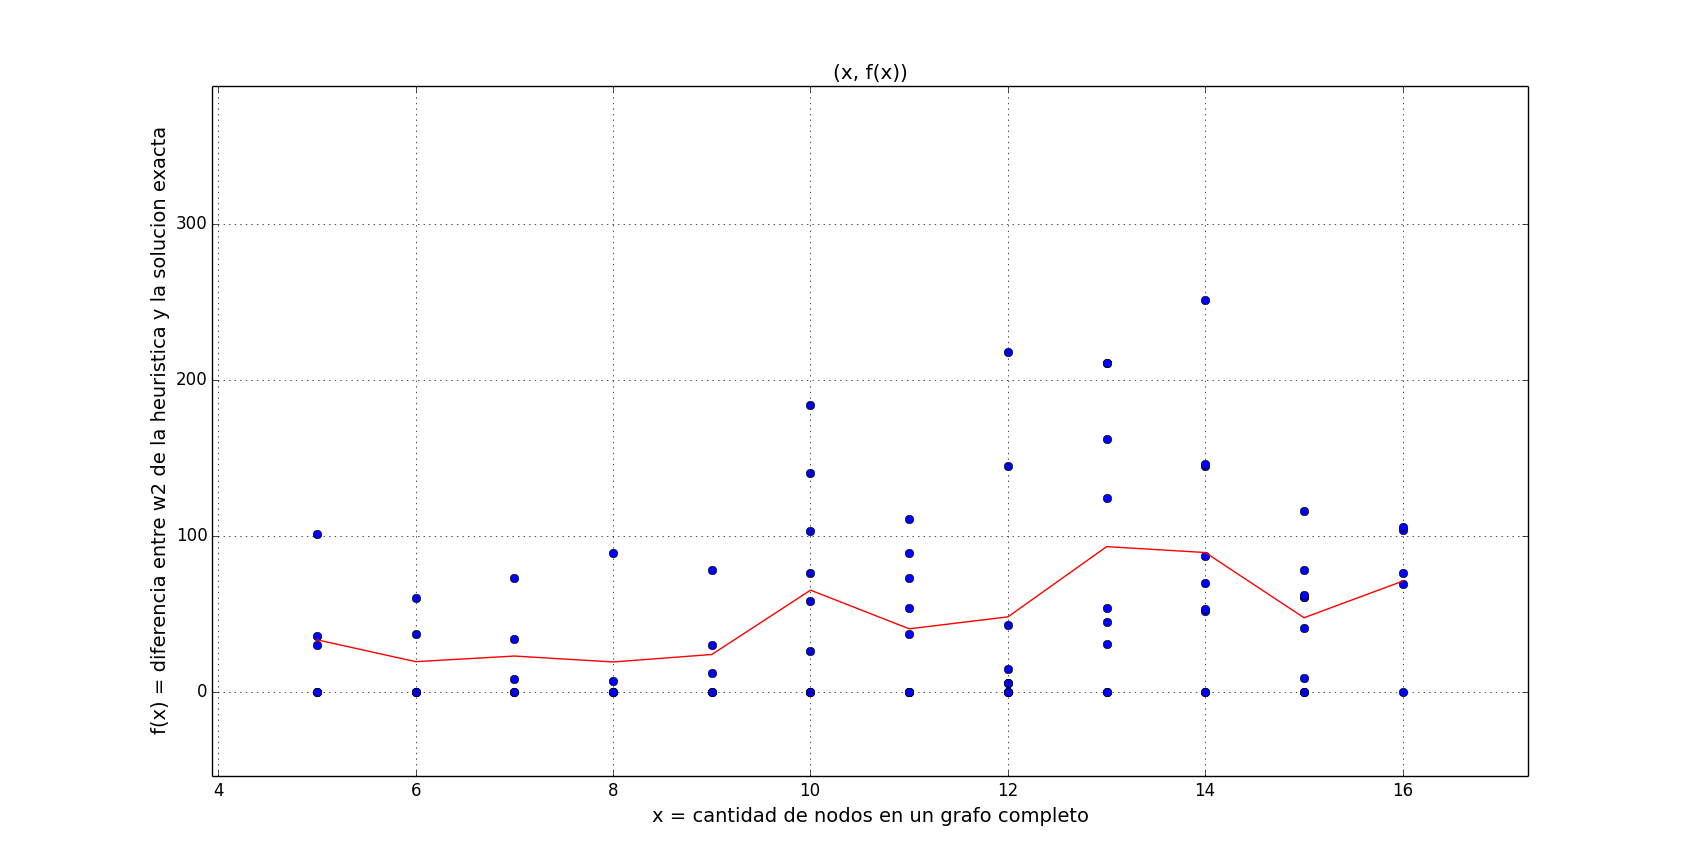 (x, f(x))
f(x) = diferencia entre w2 de la heuristica y la solucion exacta
300
200
100
0
4 6 8 10 12 14 16
x = cantidad de nodos en un grafo completo